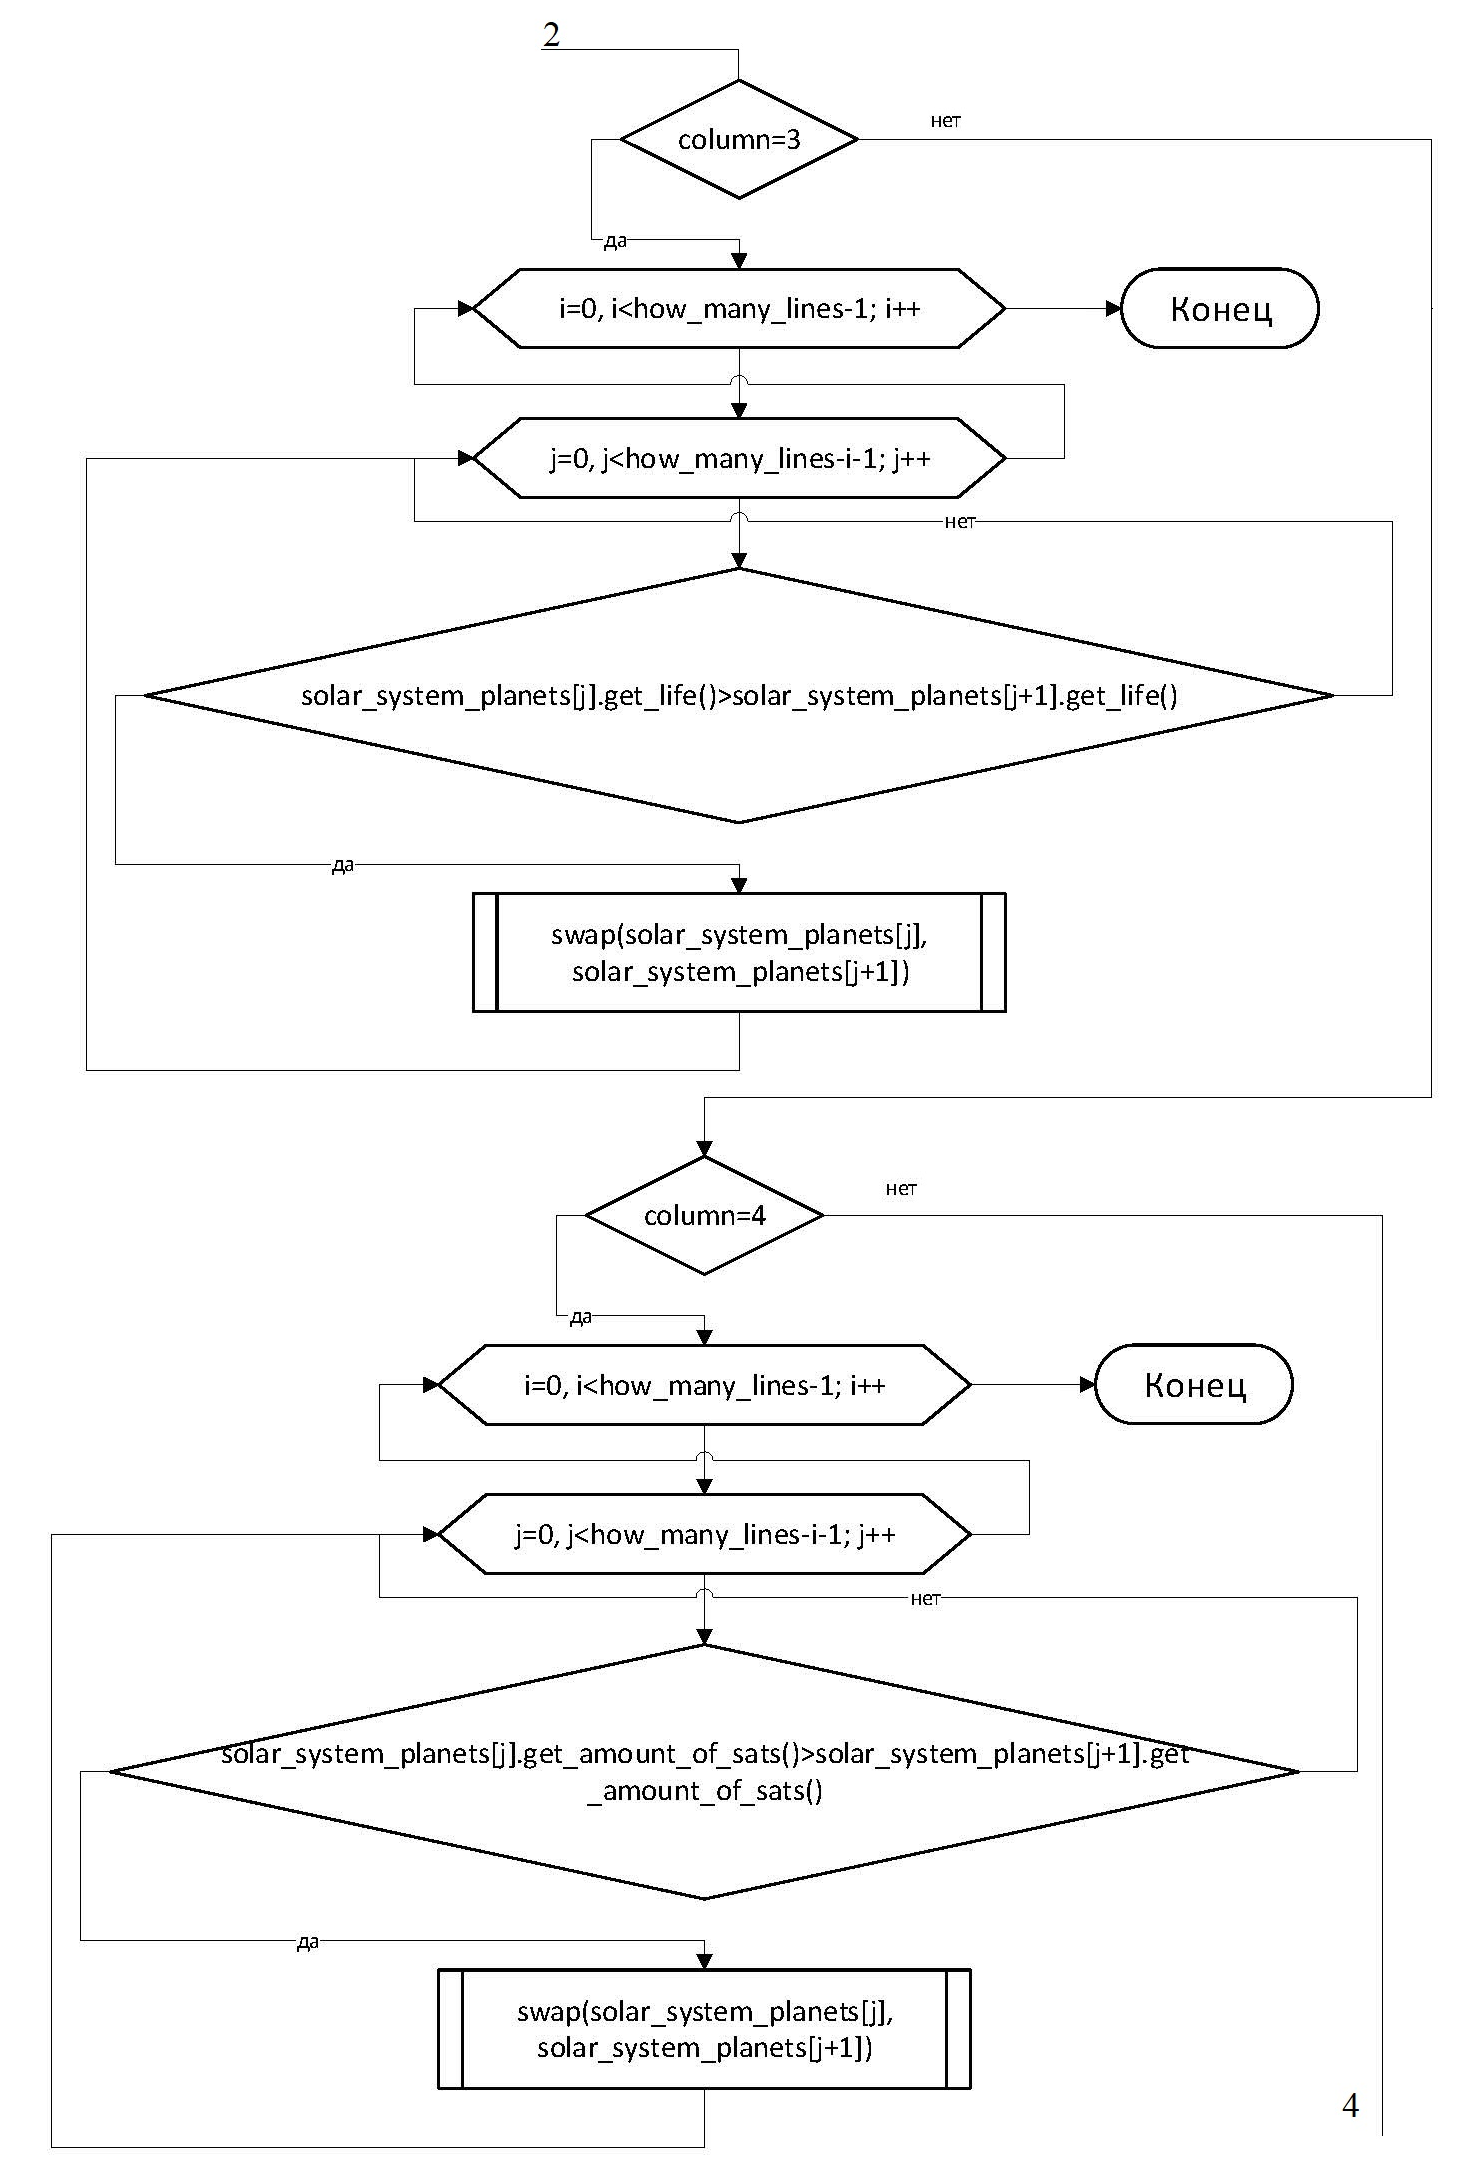 2
column=3
нет
да
i=0, i<how_many_lines-1; i++
Конец
j=0, j<how_many_lines-i-1; j++
нет
solar_system_planets[j].get_life()>solar_system_planets[j+1].get_life()
да
swap(solar_system_planets[j],
solar_system_planets[j+1])
column=4
нет
да
i=0, i<how_many_lines-1; i++
Конец
j=0, j<how_many_lines-i-1; j++
нет
solar_system_planets[j].get_amount_of_sats()>solar_system_planets[j+1].get
_amount_of_sats()
да
swap(solar_system_planets[j],
solar_system_planets[j+1])
4